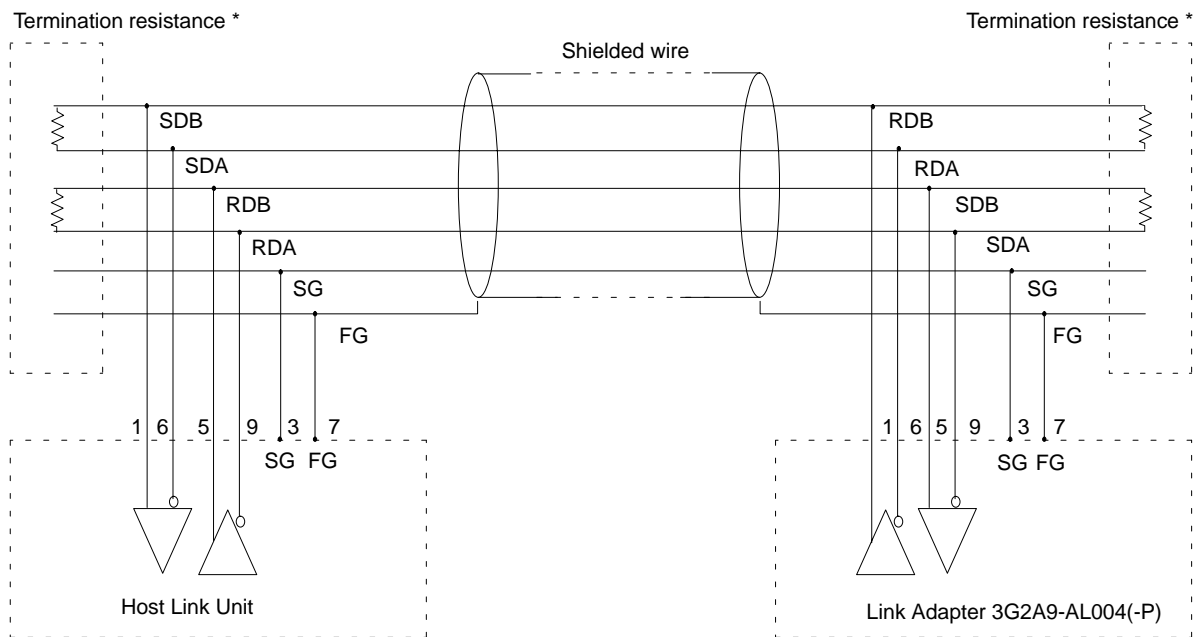 Termination resistance * Termination resistance *
Shielded wire
SDB RDB
SDA RDA
RDB SDB
RDA SDA
SG SG
FG FG
1 6 5 9 3 7 1 6 5 9 3 7
SG FG SG FG
Host Link Unit Link Adapter 3G2A9-AL004(-P)